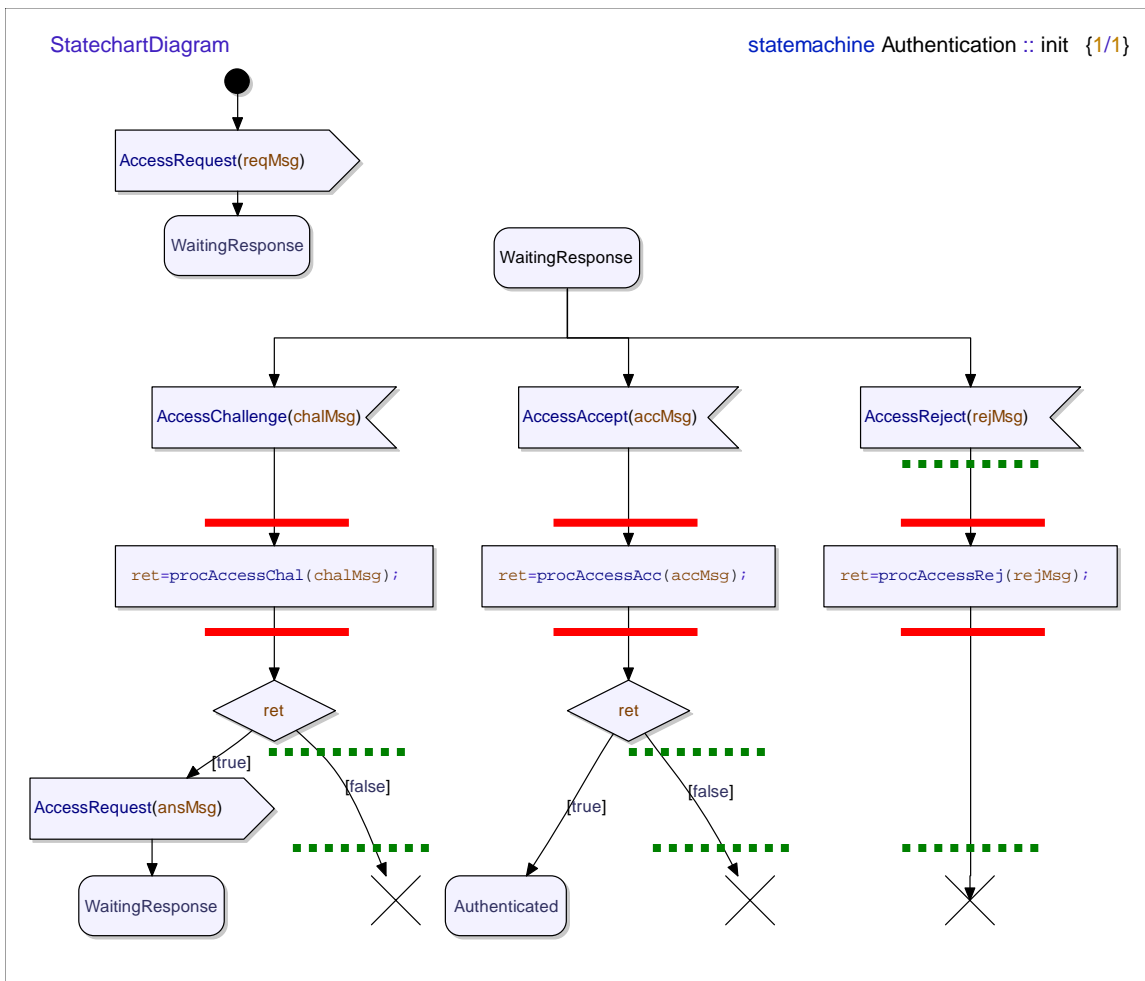 StatechartDiagram
statemachine Authentication :: init {1/1}
AccessRequest(reqMsg)
WaitingResponse
WaitingResponse
AccessChallenge(chalMsg)
AccessAccept(accMsg)
AccessReject(rejMsg)
ret=procAccessChal(chalMsg);
ret=procAccessAcc(accMsg);
ret=procAccessRej(rejMsg);
ret
ret
[true]
[false]
[true]
[false]
AccessRequest(ansMsg)
WaitingResponse
Authenticated